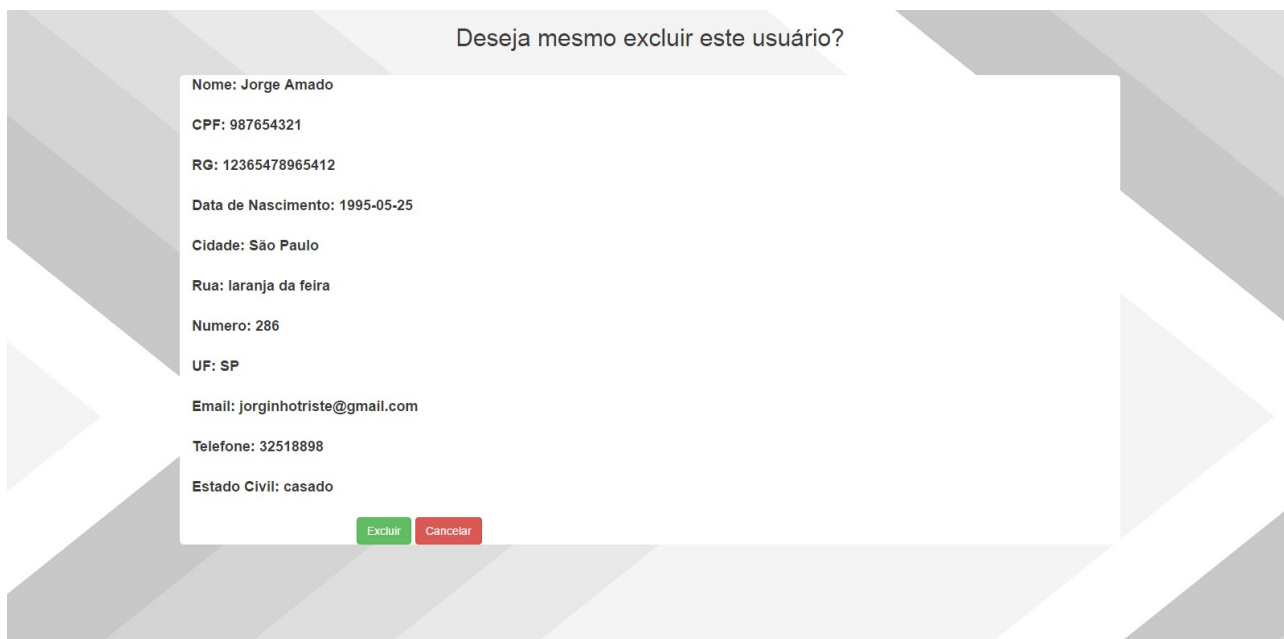 Deseja mesmo excluir este usuário?
Nome: Jorge Amado
CPF: 987654321
RG: 12365478965412
Data de Nascimento: 1995-05-25
Cidade: São Paulo
Rua: laranja da feira
Numero: 286
UF: SP
Email: jorginhotriste@gmail.com
Telefone: 32518898
Estado Civil: casado
Excluir Cancelar